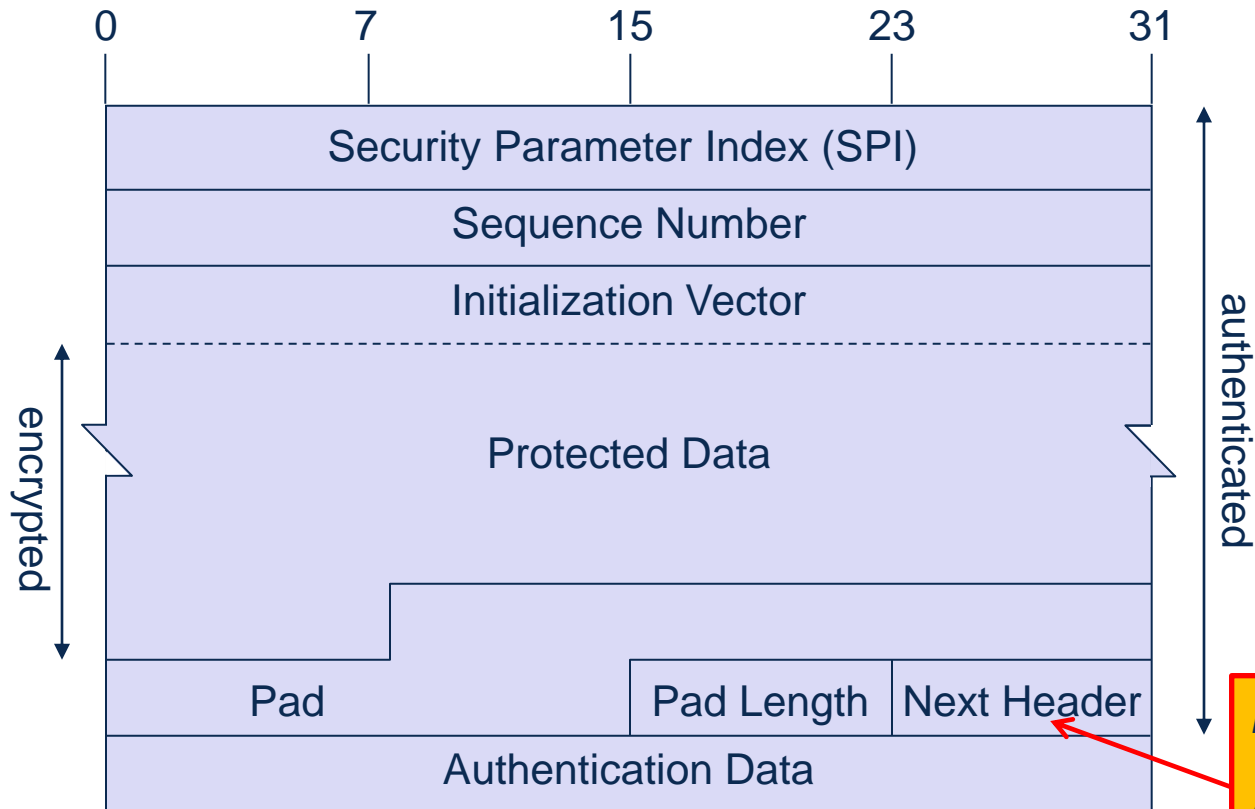 0 7 15 23 31
Security Parameter Index (SPI)
Sequence Number
Initialization Vector
encrypted
Protected Data
authenticated
Pad Pad Length Next Header
Authentication Data